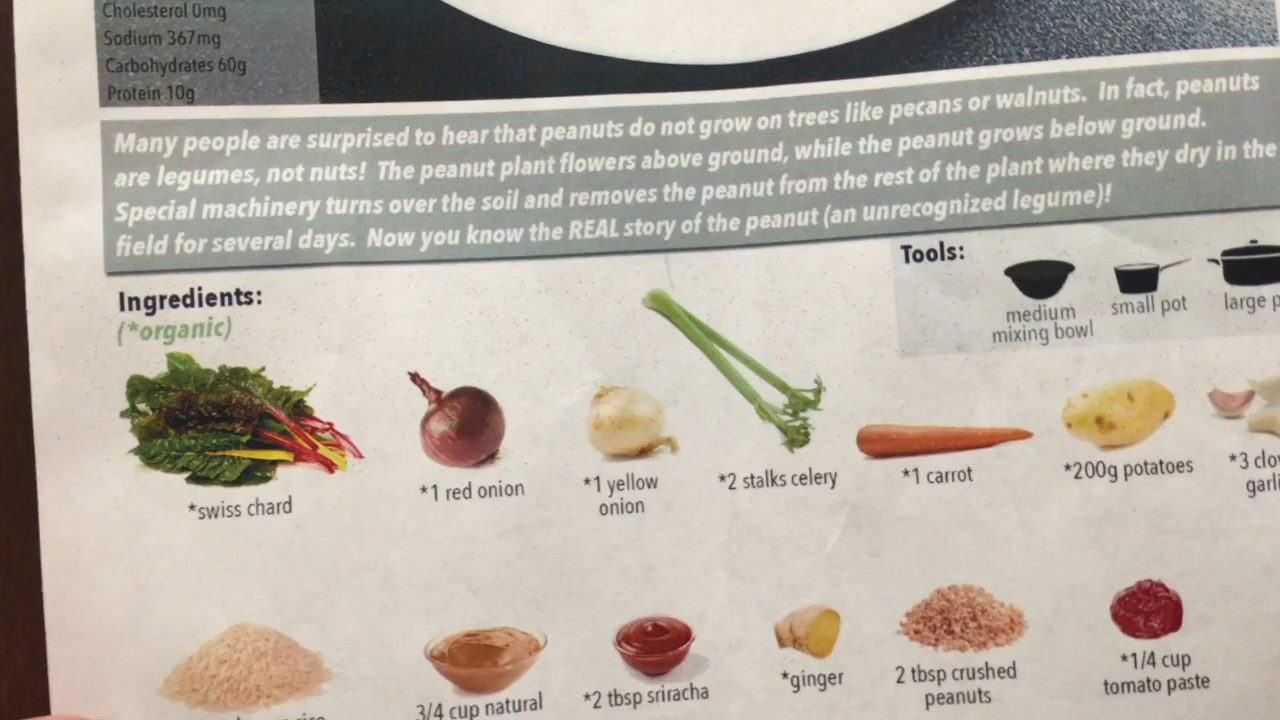 Cholesterol 0mg
Sodium 367mg
Carbohydrates 60g
Protein 10g
Many people are surprised to hear that peanuts do not grow on trees like pecans or walnuts. In fact, peanuts
are legumes, not nuts! The peanut plant flowers above ground, while the peanut grows below ground.
Special machinery turns over the soil and removes the peanut from the rest of the plant where they dry in the
field for several days. Now you know the REAL story of the peanut (an unrecognized legume)!
Tools:
medium
mixing bowl
small pot
large
Ingredients:
(*organic)
*swiss chard
*1 red onion
*1 yellow
onion
*2 stalks celery
*1 carrot
*200g potatoes
*3
3/4 cup natural
*2 tbsp sriracha
*ginger
2 tbsp crushed
peanuts
*1/4 cup
tomato paste